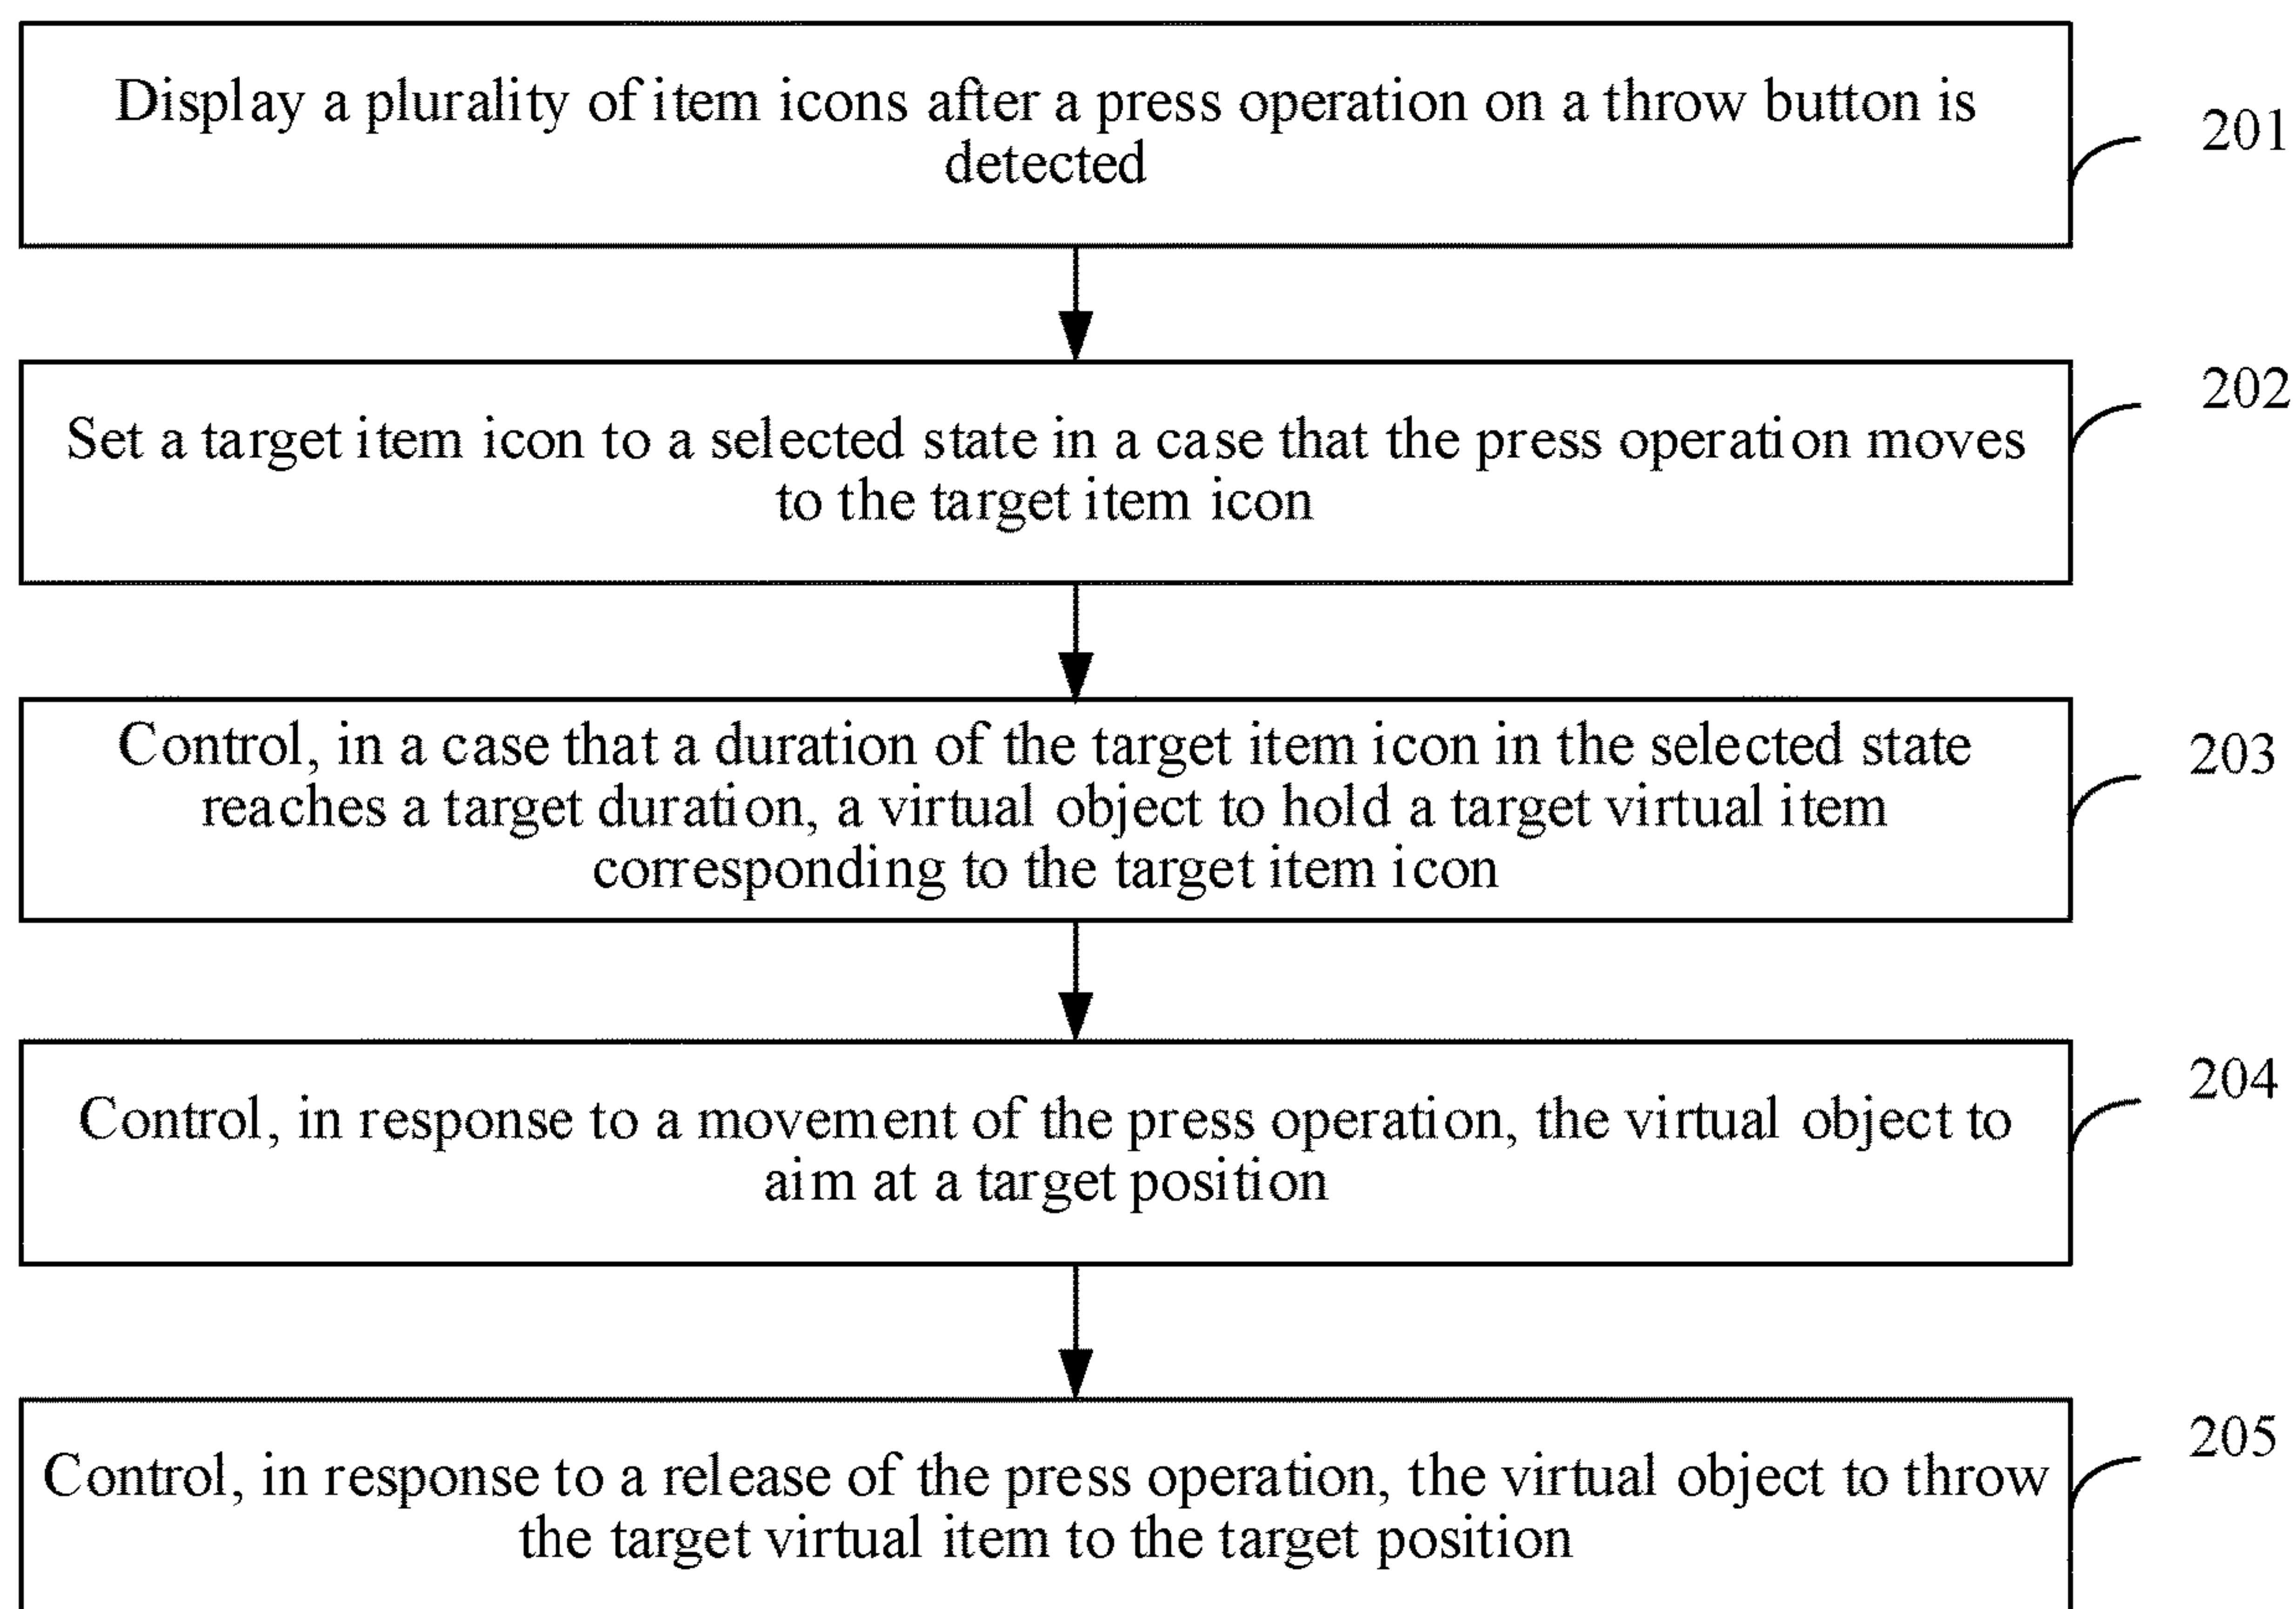 Display a plurality of item icons after a press operation on a throw button is
detected
201
Set a target item icon to a selected state in a case that the press operation moves
to the target item icon
202
Control, in a case that a duration of the target item icon in the selected state
reaches a target duration, a virtual object to hold a target virtual item
corresponding to the target item icon
203
Control, in response to a movement of the press operation, the virtual object to
aim at a target position
204
Control, in response to a release of the press operation, the virtual object to throw
the target virtual item to the target position
205